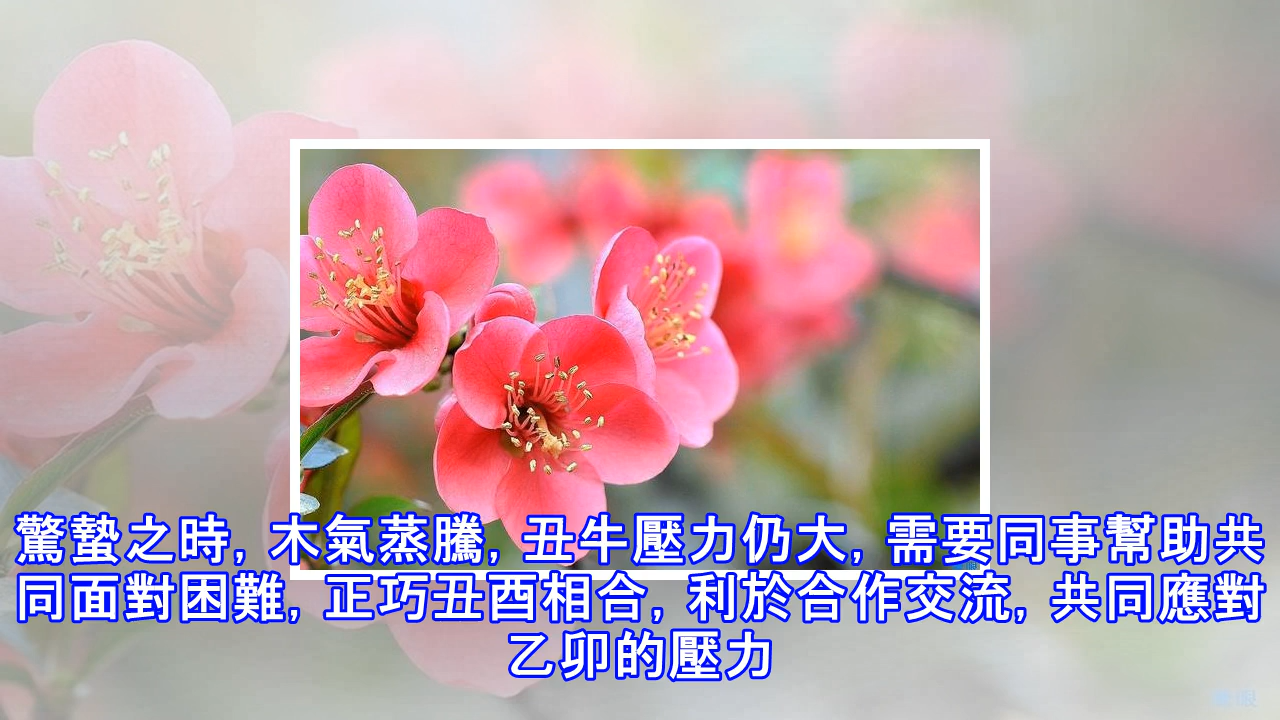 驚蟄之時, 木氣蒸騰, 丑牛壓力仍大, 需要同事幫助共
同面對困難, 正巧丑酉相合, 利於合作交流, 共同應對
乙卯的壓力